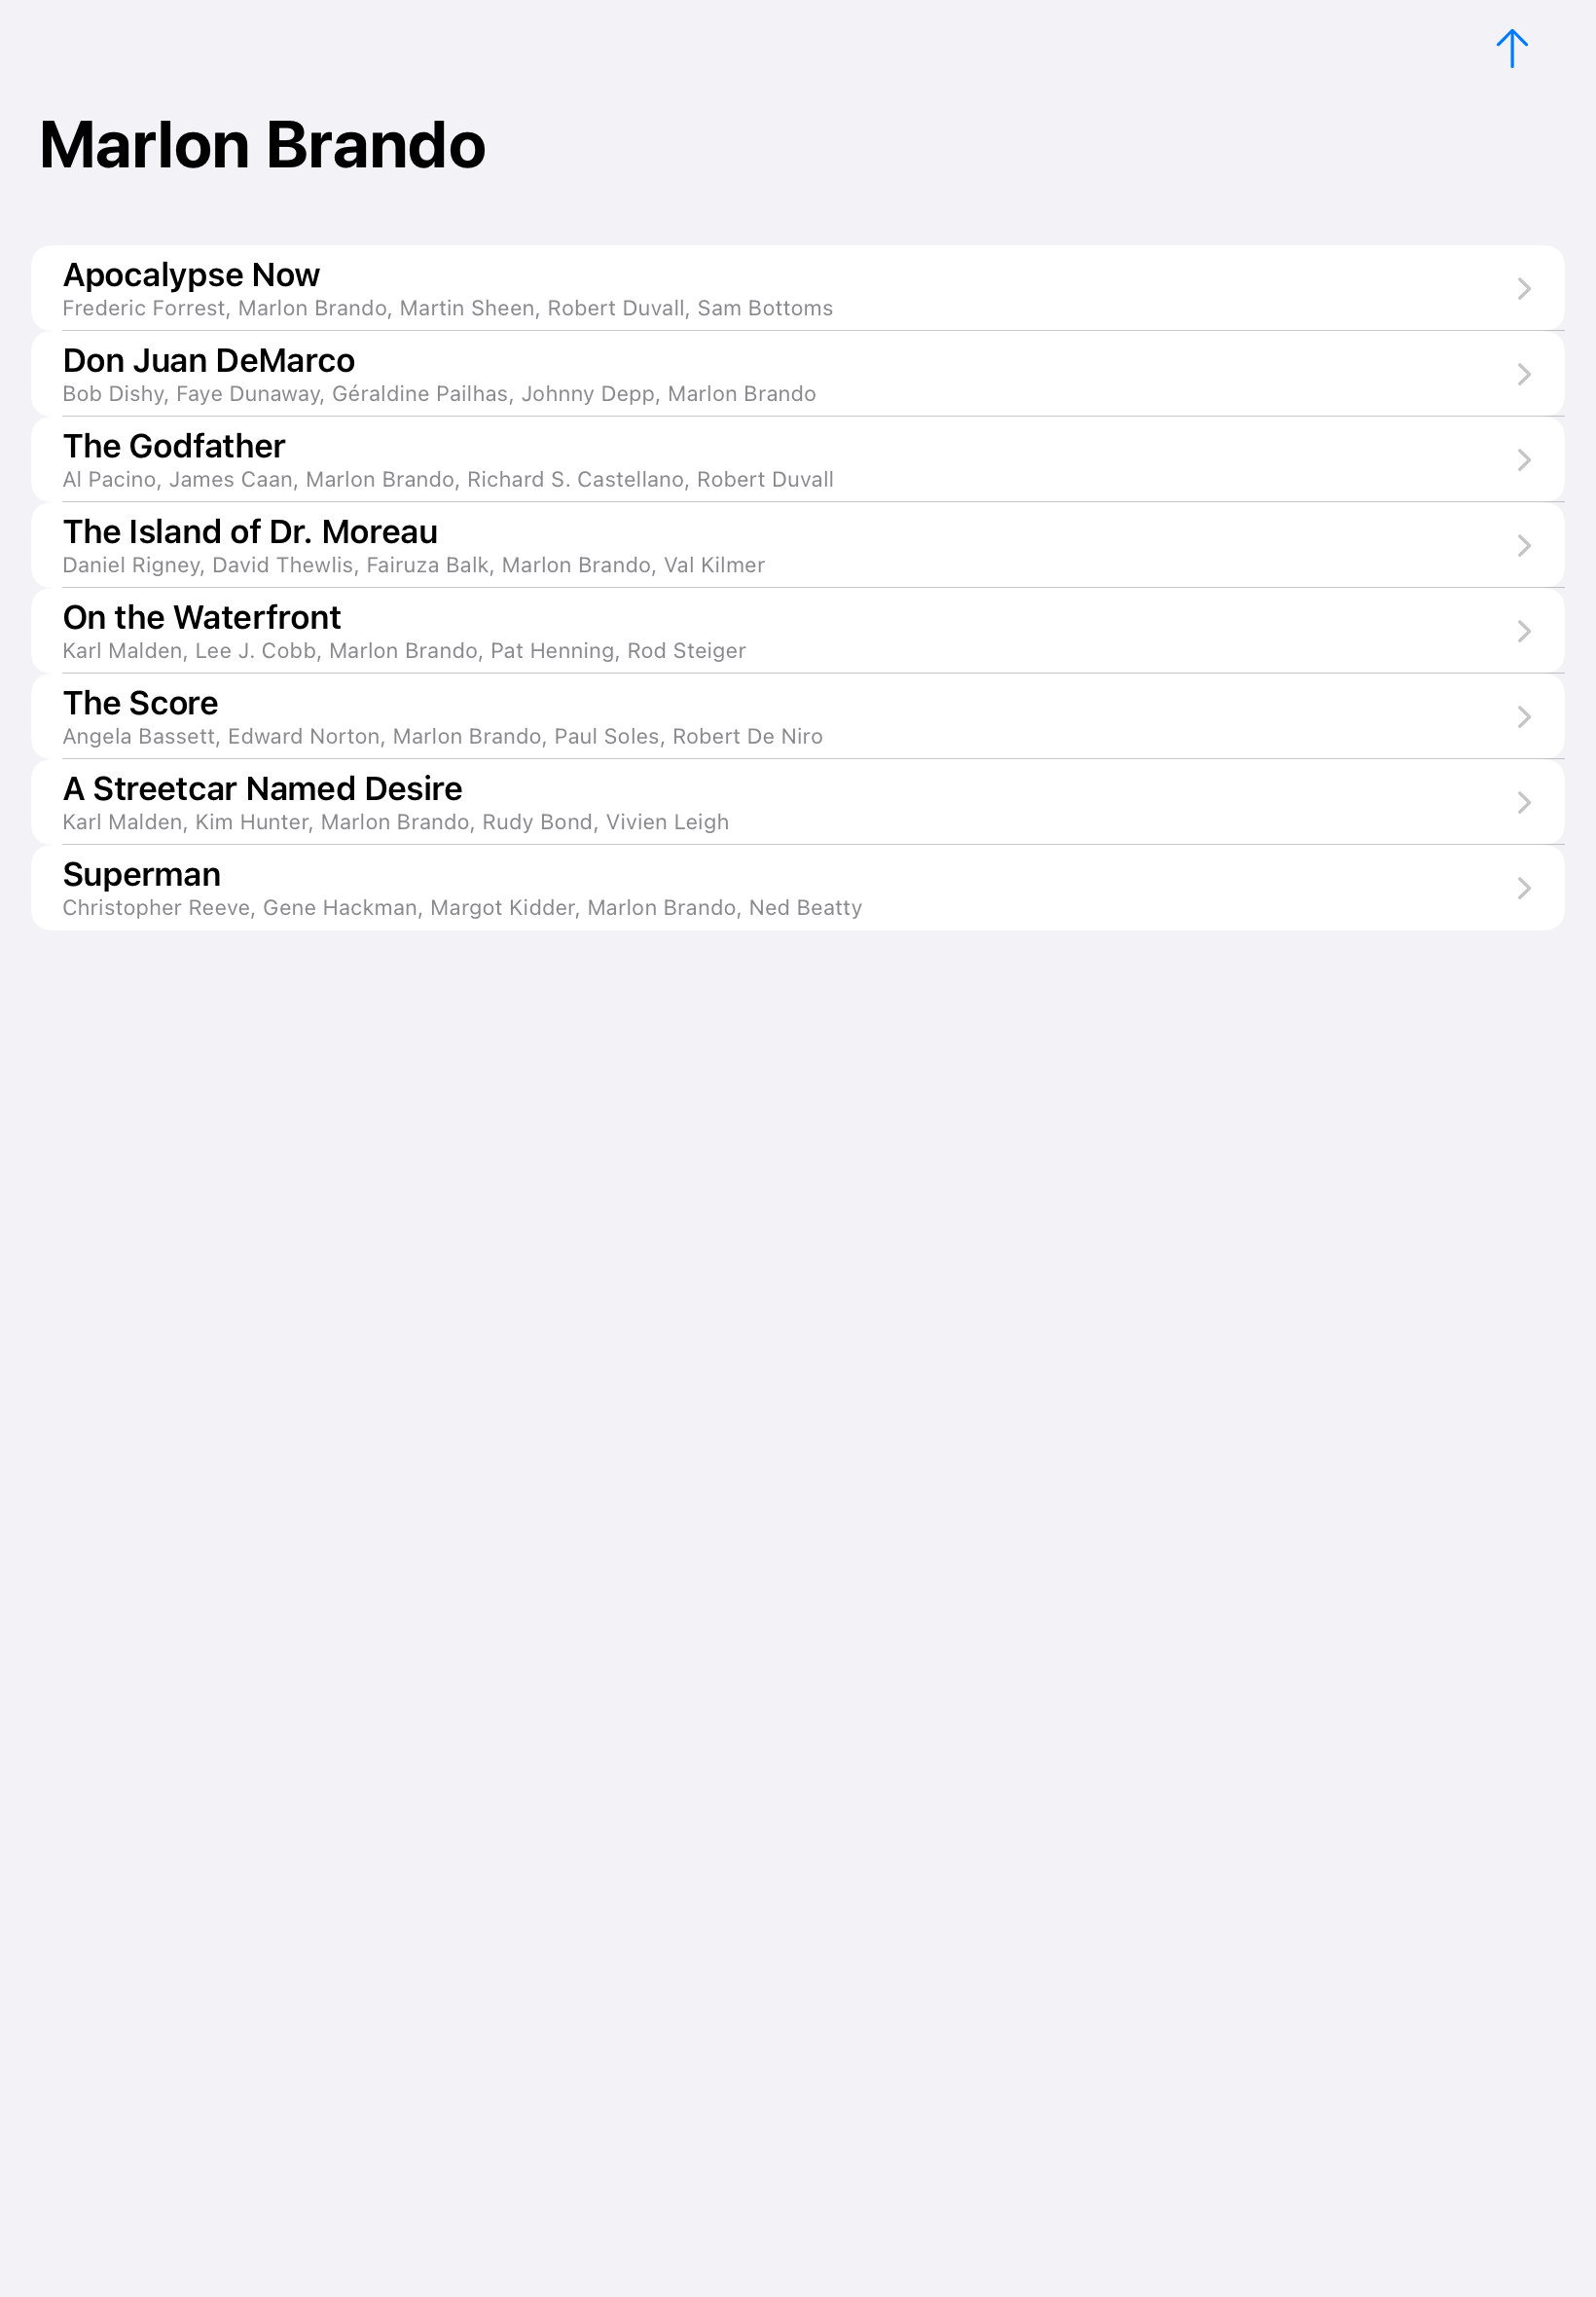 Marlon Brando
Apocalypse Now
Frederic Forrest, Marlon Brando, Martin Sheen, Robert Duvall, Sam Bottoms
Don Juan DeMarco
Bob Dishy, Faye Dunaway, Géraldine Pailhas, Johnny Depp, Marlon Brando
The Godfather
Al Pacino, James Caan, Marlon Brando, Richard S. Castellano, Robert Duvall
The Island of Dr. Moreau
Daniel Rigney, David Thewlis, Fairuza Balk, Marlon Brando, Val Kilmer
On the Waterfront
Karl Malden, Lee J. Cobb, Marlon Brando, Pat Henning, Rod Steiger
The Score
Angela Bassett, Edward Norton, Marlon Brando, Paul Soles, Robert De Niro
A Streetcar Named Desire
Karl Malden, Kim Hunter, Marlon Brando, Rudy Bond, Vivien Leigh
Superman
Christopher Reeve, Gene Hackman, Margot Kidder, Marlon Brando, Ned Beatty